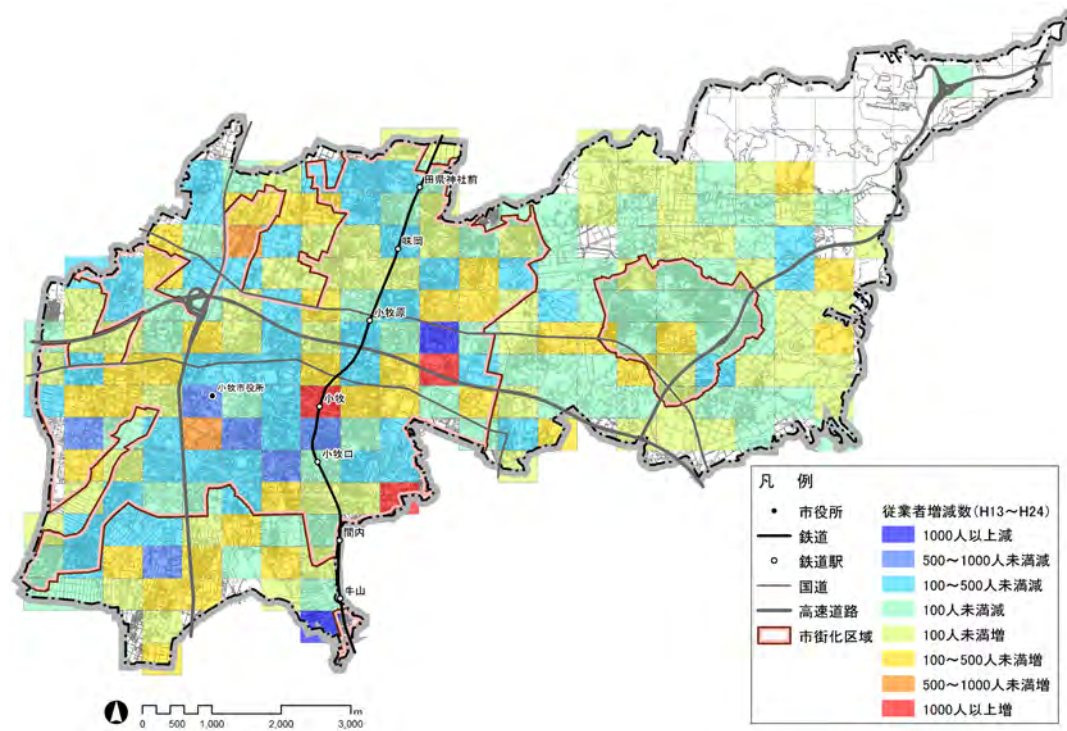 田県神社前
味岡
小牧原
小牧市役所
小牧
小牧口
間内
牛山
凡 例
市役所
鉄道
鉄道駅
国道
高速道路
市街化区域
従業者増減数(H13～H24)
1000人以上減
500～1000人未満減
100～500人未満減
100人未満減
100人未満増
100～500人未満増
500～1000人未満増
1000人以上増
0 500 1,000 2,000 3,000 m